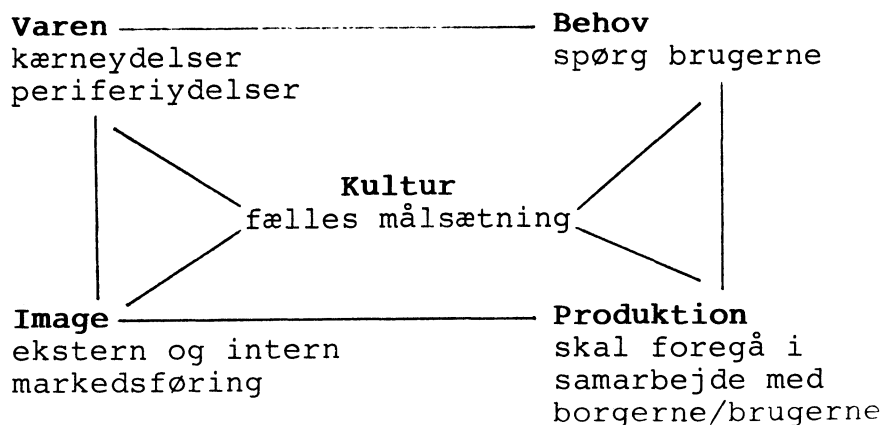 Varen
kærneydelser
periferiydelser
Behov
spørg brugerne
Kultur
fælles målsætning
Image
ekstern og intern
markedsføring
Produktion
skal foregå i
samarbejde med
borgerne/brugerne